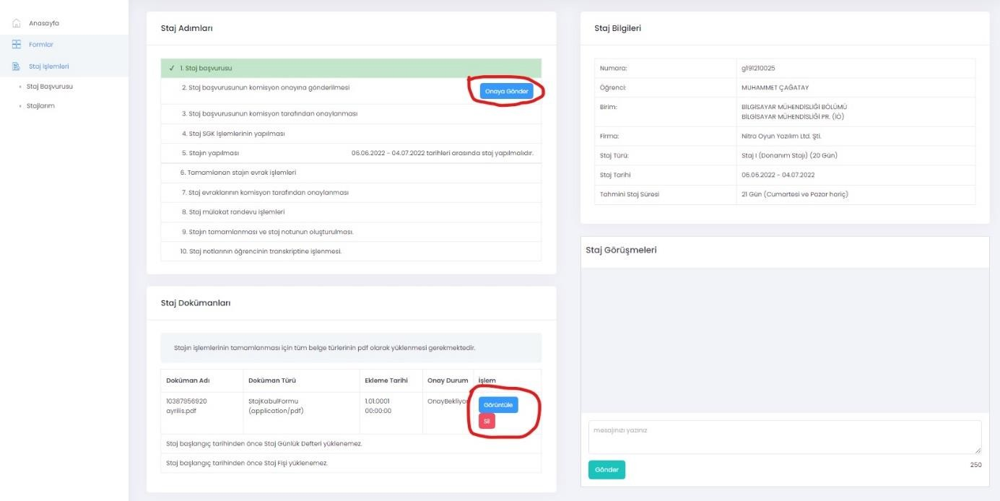 Anasayfa
Formlar
Staj İşlemleri
Staj Başvurusu
Stajlarım
Staj Adımları
✓ 1. Staj başvurusu
2. Staj başvurusunun komisyon onayına gönderilmesi
Onaya Gönder
3. Staj başvurusunun komisyon tarafından onaylanması
4. Staj SGK İşlemlerinin yapılması
5. Stajın yapılması 06.06.2022 - 04.07.2022 tarihleri arasında staj yapılmalıdır.
6. Tamamlanan stajın evrak işlemleri
7. Staj evraklarının komisyon tarafından onaylanması
8. Staj mülakat randevu işlemleri
9. Stajın tamamlanması ve staj notunun oluşturulması.
10. Staj notlarının öğrencinin transkriptine işlenmesi.
Staj Dokümanları
Stajın işlemlerinin tamamlanması için tüm belge türlerinin pdf olarak yüklenmesi gerekmektedir.
Doküman Adı Doküman Türü Ekleme Tarihi Onay Durum İşlem
10387956920 StajKabulFormu 1.01.0001 OnayBekliyor Görüntüle
ayrilis.pdf (application/pdf) 00:00:00
Sil
Staj başlangıç tarihinden önce Staj Günlük Defteri yüklenemez.
Staj başlangıç tarihinden önce Staj Fişi yüklenemez.
Staj Bilgileri
Numara: g191210025
Öğrenci: MUHAMMET ÇAĞATAY
Birim: BİLGİSAYAR MÜHENDİSLİĞİ BÖLÜMÜ
BİLGİSAYAR MÜHENDİSLİĞİ PR. (İÖ)
Firma: Nitra Oyun Yazılım Ltd. Şti.
Staj Türü: Staj I (Donanım Stajı) (20 Gün)
Staj Tarihi 06.06.2022 - 04.07.2022
Tahmini Staj Süresi 21 Gün (Cumartesi ve Pazar hariç)
Staj Görüşmeleri
mesajınızı yazınız
250
Gönder